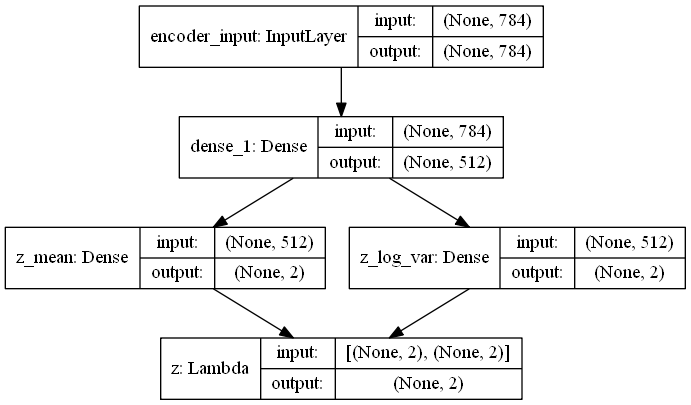 encoder_input: InputLayer
input: (None, 784)
output: (None, 784)
dense_1: Dense
input: (None, 784)
output: (None, 512)
z_mean: Dense
input: (None, 512)
output: (None, 2)
z_log_var: Dense
input: (None, 512)
output: (None, 2)
z: Lambda
input: [(None, 2), (None, 2)]
output: (None, 2)